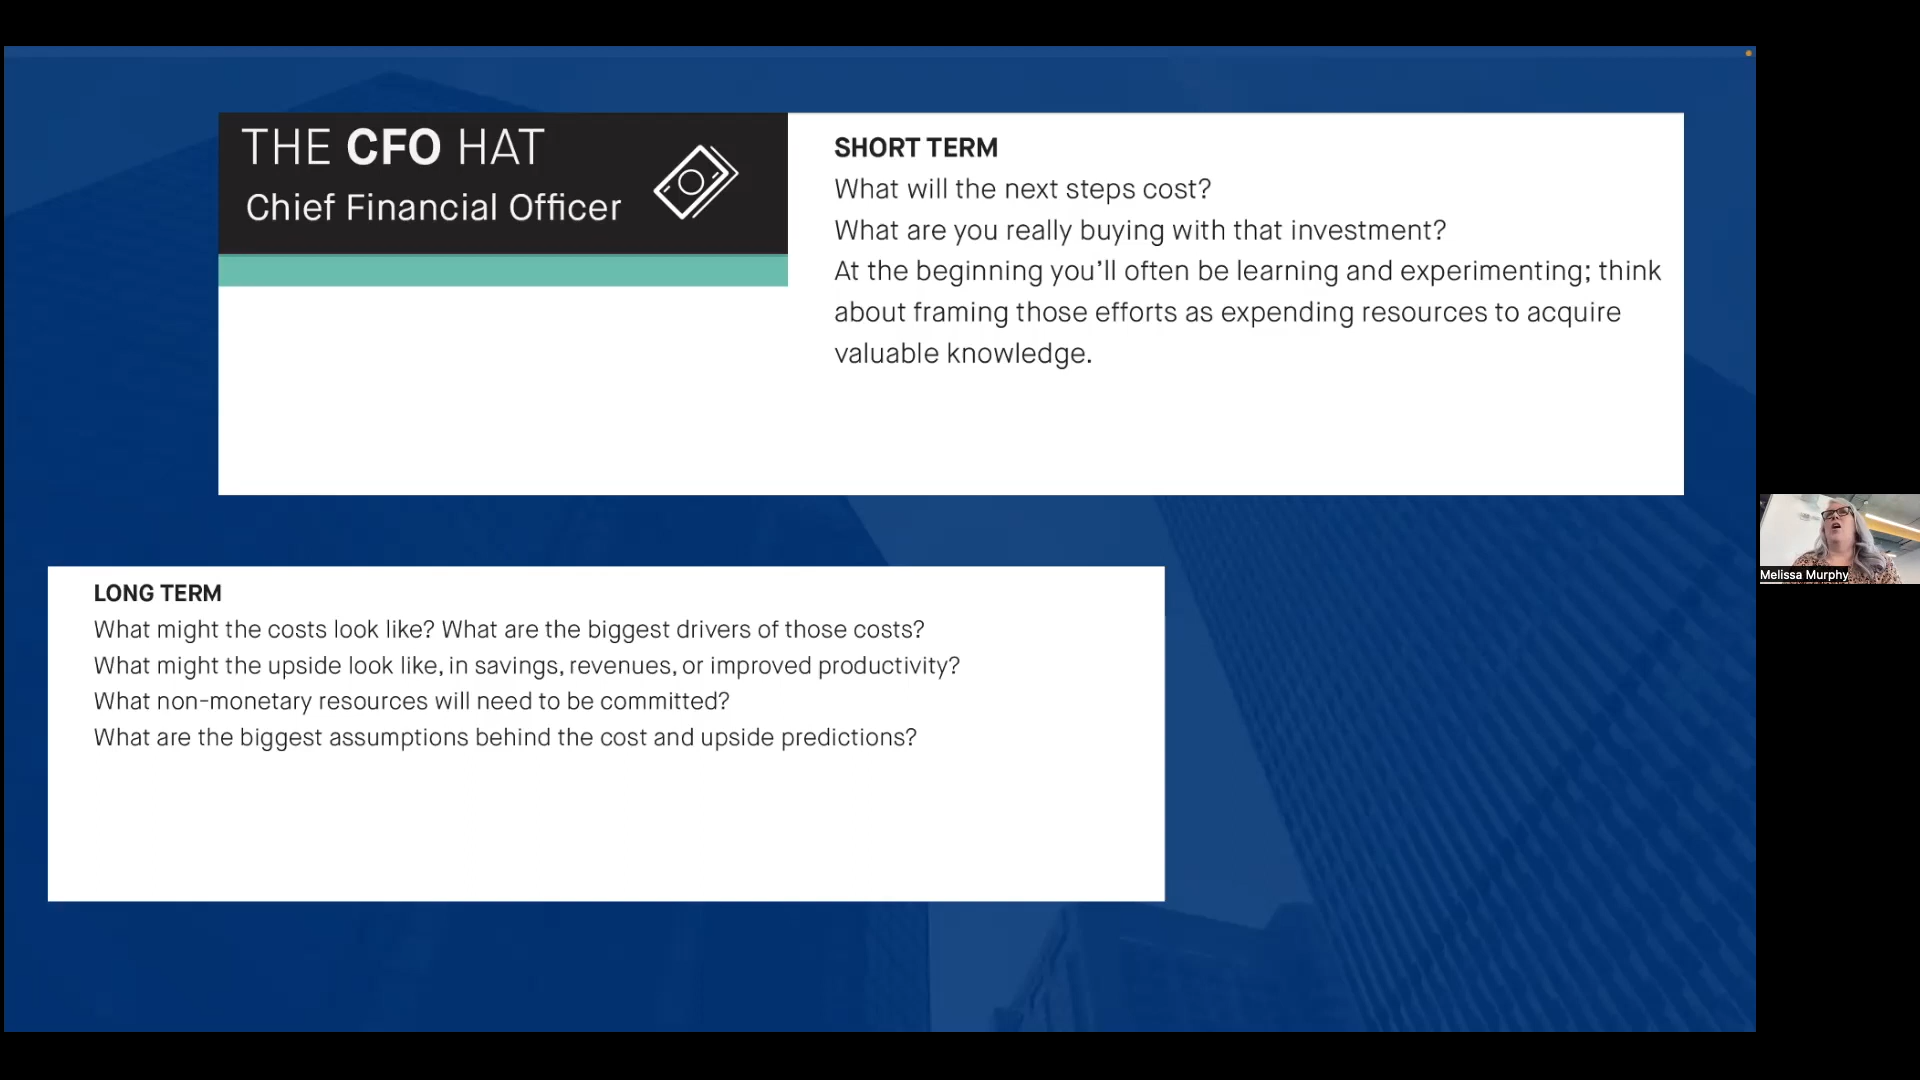 THE CFO HAT
Chief Financial Officer
SHORT TERM
What will the next steps cost?
What are you really buying with that investment?
At the beginning you’ll often be learning and experimenting; think
about framing those efforts as expending resources to acquire
valuable knowledge.
LONG TERM
What might the costs look like? What are the biggest drivers of those costs?
What might the upside look like, in savings, revenues, or improved productivity?
What non-monetary resources will need to be committed?
What are the biggest assumptions behind the cost and upside predictions?
Melissa Murphy